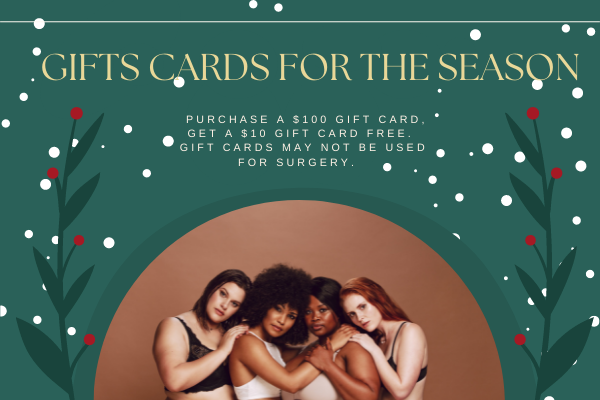 GIFTS CARDS FOR THE SEASON
PURCHASE A $100 GIFT CARD,
GET A $10 GIFT CARD FREE.
GIFT CARDS MAY NOT BE USED
FOR SURGERY.